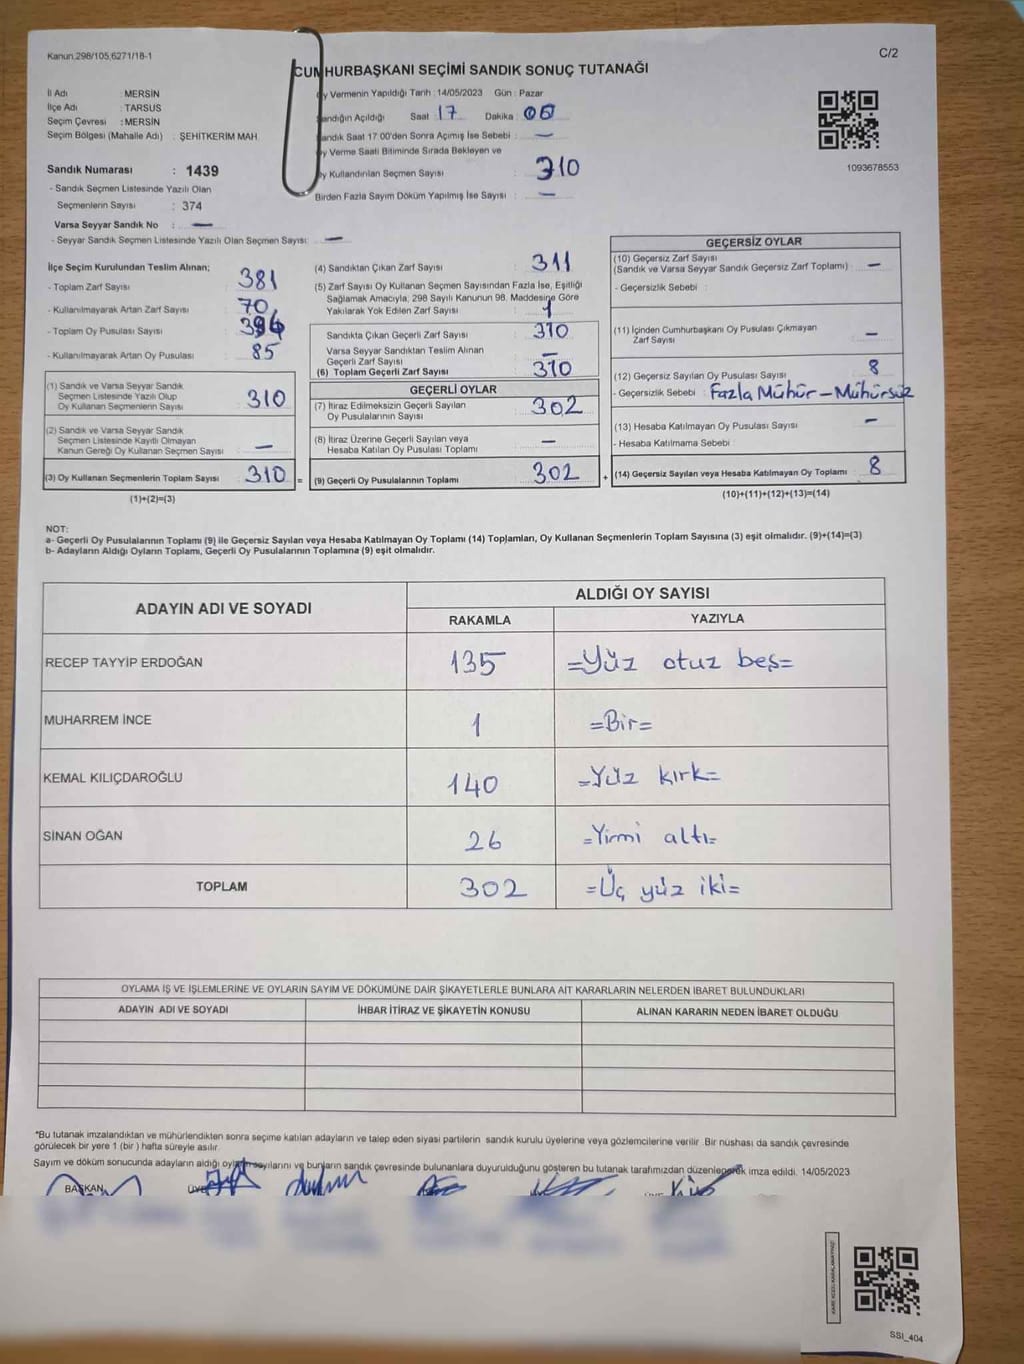 Kanun.298/105.6271/18-1
C/2
CUMHURBAŞKANI SEÇİMİ SANDIK SONUÇ TUTANAĞI
İl Adı : MERSİN
İlçe Adı : TARSUS
Seçim Çevresi : MERSİN
Seçim Bölgesi (Mahalle Adı) : ŞEHİTKERİM MAH.
Sandık Numarası : 1439
- Sandık Seçmen Listesinde Yazılı Olan
Seçmenlerin Sayısı : 374
Varsa Seyyar Sandık No : —
- Seyyar Sandık Seçmen Listesinde Yazılı Olan Seçmen Sayısı: —
y Vermenin Yapıldığı Tarih :14/05/2023 Gün : Pazar
andığın Açıldığı Saat 17 Dakika 06
andık Saat 17.00'den Sonra Açımış İse Sebebi : —
y Verme Saati Bitiminde Sırada Bekleyen ve
y Kullandırılan Seçmen Sayısı : 310
Birden Fazla Sayım Döküm Yapılmış İse Sayısı : —
1093678553
İlçe Seçim Kurulundan Teslim Alınan;
- Toplam Zarf Sayısı : 381
- Kullanılmayarak Artan Zarf Sayısı : 70
- Toplam Oy Pusulası Sayısı : 394
- Kullanılmayarak Artan Oy Pusulası : 85
(1) Sandık ve Varsa Seyyar Sandık
Seçmen Listesinde Yazılı Olup
Oy Kullanan Seçmenlerin Sayısı 310
(2) Sandık ve Varsa Seyyar Sandık
Seçmen Listesinde Kayıtlı Olmayan
Kanun Gereği Oy Kullanan Seçmen Sayısı —
(3) Oy Kullanan Seçmenlerin Toplam Sayısı 310 =
(1)+(2)=(3)
(4) Sandıktan Çıkan Zarf Sayısı : 311
(5) Zarf Sayısı Oy Kullanan Seçmen Sayısından Fazla İse, Eşitliği
Sağlamak Amacıyla, 298 Sayılı Kanunun 98. Maddesine Göre
Yakılarak Yok Edilen Zarf Sayısı : 1
Sandıkta Çıkan Geçerli Zarf Sayısı : 310
Varsa Seyyar Sandıktan Teslim Alınan
Geçerli Zarf Sayısı : —
(6) Toplam Geçerli Zarf Sayısı : 310
GEÇERLİ OYLAR
(7) İtiraz Edilmeksizin Geçerli Sayılan
Oy Pusulalarının Sayısı : 302
(8) İtiraz Üzerine Geçerli Sayılan veya
Hesaba Katılan Oy Pusulası Toplamı : —
(9) Geçerli Oy Pusulalarının Toplamı : 302 +
GEÇERSİZ OYLAR
(10) Geçersiz Zarf Sayısı
(Sandık ve Varsa Seyyar Sandık Geçersiz Zarf Toplamı) : —
- Geçersizlik Sebebi :
(11) İçinden Cumhurbaşkanı Oy Pusulası Çıkmayan
Zarf Sayısı : —
(12) Geçersiz Sayılan Oy Pusulası Sayısı : 8
- Geçersizlik Sebebi : Fazla Mühür – Mühürsüz
(13) Hesaba Katılmayan Oy Pusulası Sayısı : —
- Hesaba Katılmama Sebebi :
(14) Geçersiz Sayılan veya Hesaba Katılmayan Oy Toplamı : 8
(10)+(11)+(12)+(13)=(14)
NOT:
a- Geçerli Oy Pusulalarının Toplamı (9) ile Geçersiz Sayılan veya Hesaba Katılmayan Oy Toplamı (14) Toplamları, Oy Kullanan Seçmenlerin Toplam Sayısına (3) eşit olmalıdır. (9)+(14)=(3)
b- Adayların Aldığı Oyların Toplamı, Geçerli Oy Pusulalarının Toplamına (9) eşit olmalıdır.
ADAYIN ADI VE SOYADI
ALDIĞI OY SAYISI
RAKAMLA YAZIYLA
RECEP TAYYİP ERDOĞAN 135 =Yüz otuz beş=
MUHARREM İNCE 1 =Bir=
KEMAL KILIÇDAROĞLU 140 =Yüz kırk=
SİNAN OĞAN 26 =Yirmi altı=
TOPLAM 302 =Üç yüz iki=
OYLAMA İŞ VE İŞLEMLERİNE VE OYLARIN SAYIM VE DÖKÜMÜNE DAİR ŞİKAYETLERLE BUNLARA AİT KARARLARIN NELERDEN İBARET BULUNDUKLARI
ADAYIN ADI VE SOYADI İHBAR İTİRAZ VE ŞİKAYETİN KONUSU ALINAN KARARIN NEDEN İBARET OLDUĞU
*Bu tutanak imzalandıktan ve mühürlendikten sonra seçime katılan adayların ve talep eden siyasi partilerin sandık kurulu üyelerine veya gözlemcilerine verilir .Bir nüshası da sandık çevresinde
görülecek bir yere 1 (bir ) hafta süreyle asılır.
Sayım ve döküm sonucunda adayların aldığı oyların sayılarını ve bunların sandık çevresinde bulunanlara duyurulduğunu gösteren bu tutanak tarafımızdan düzenlenerek imza edildi. 14/05/2023
BAŞKAN ÜYE
SSI_404